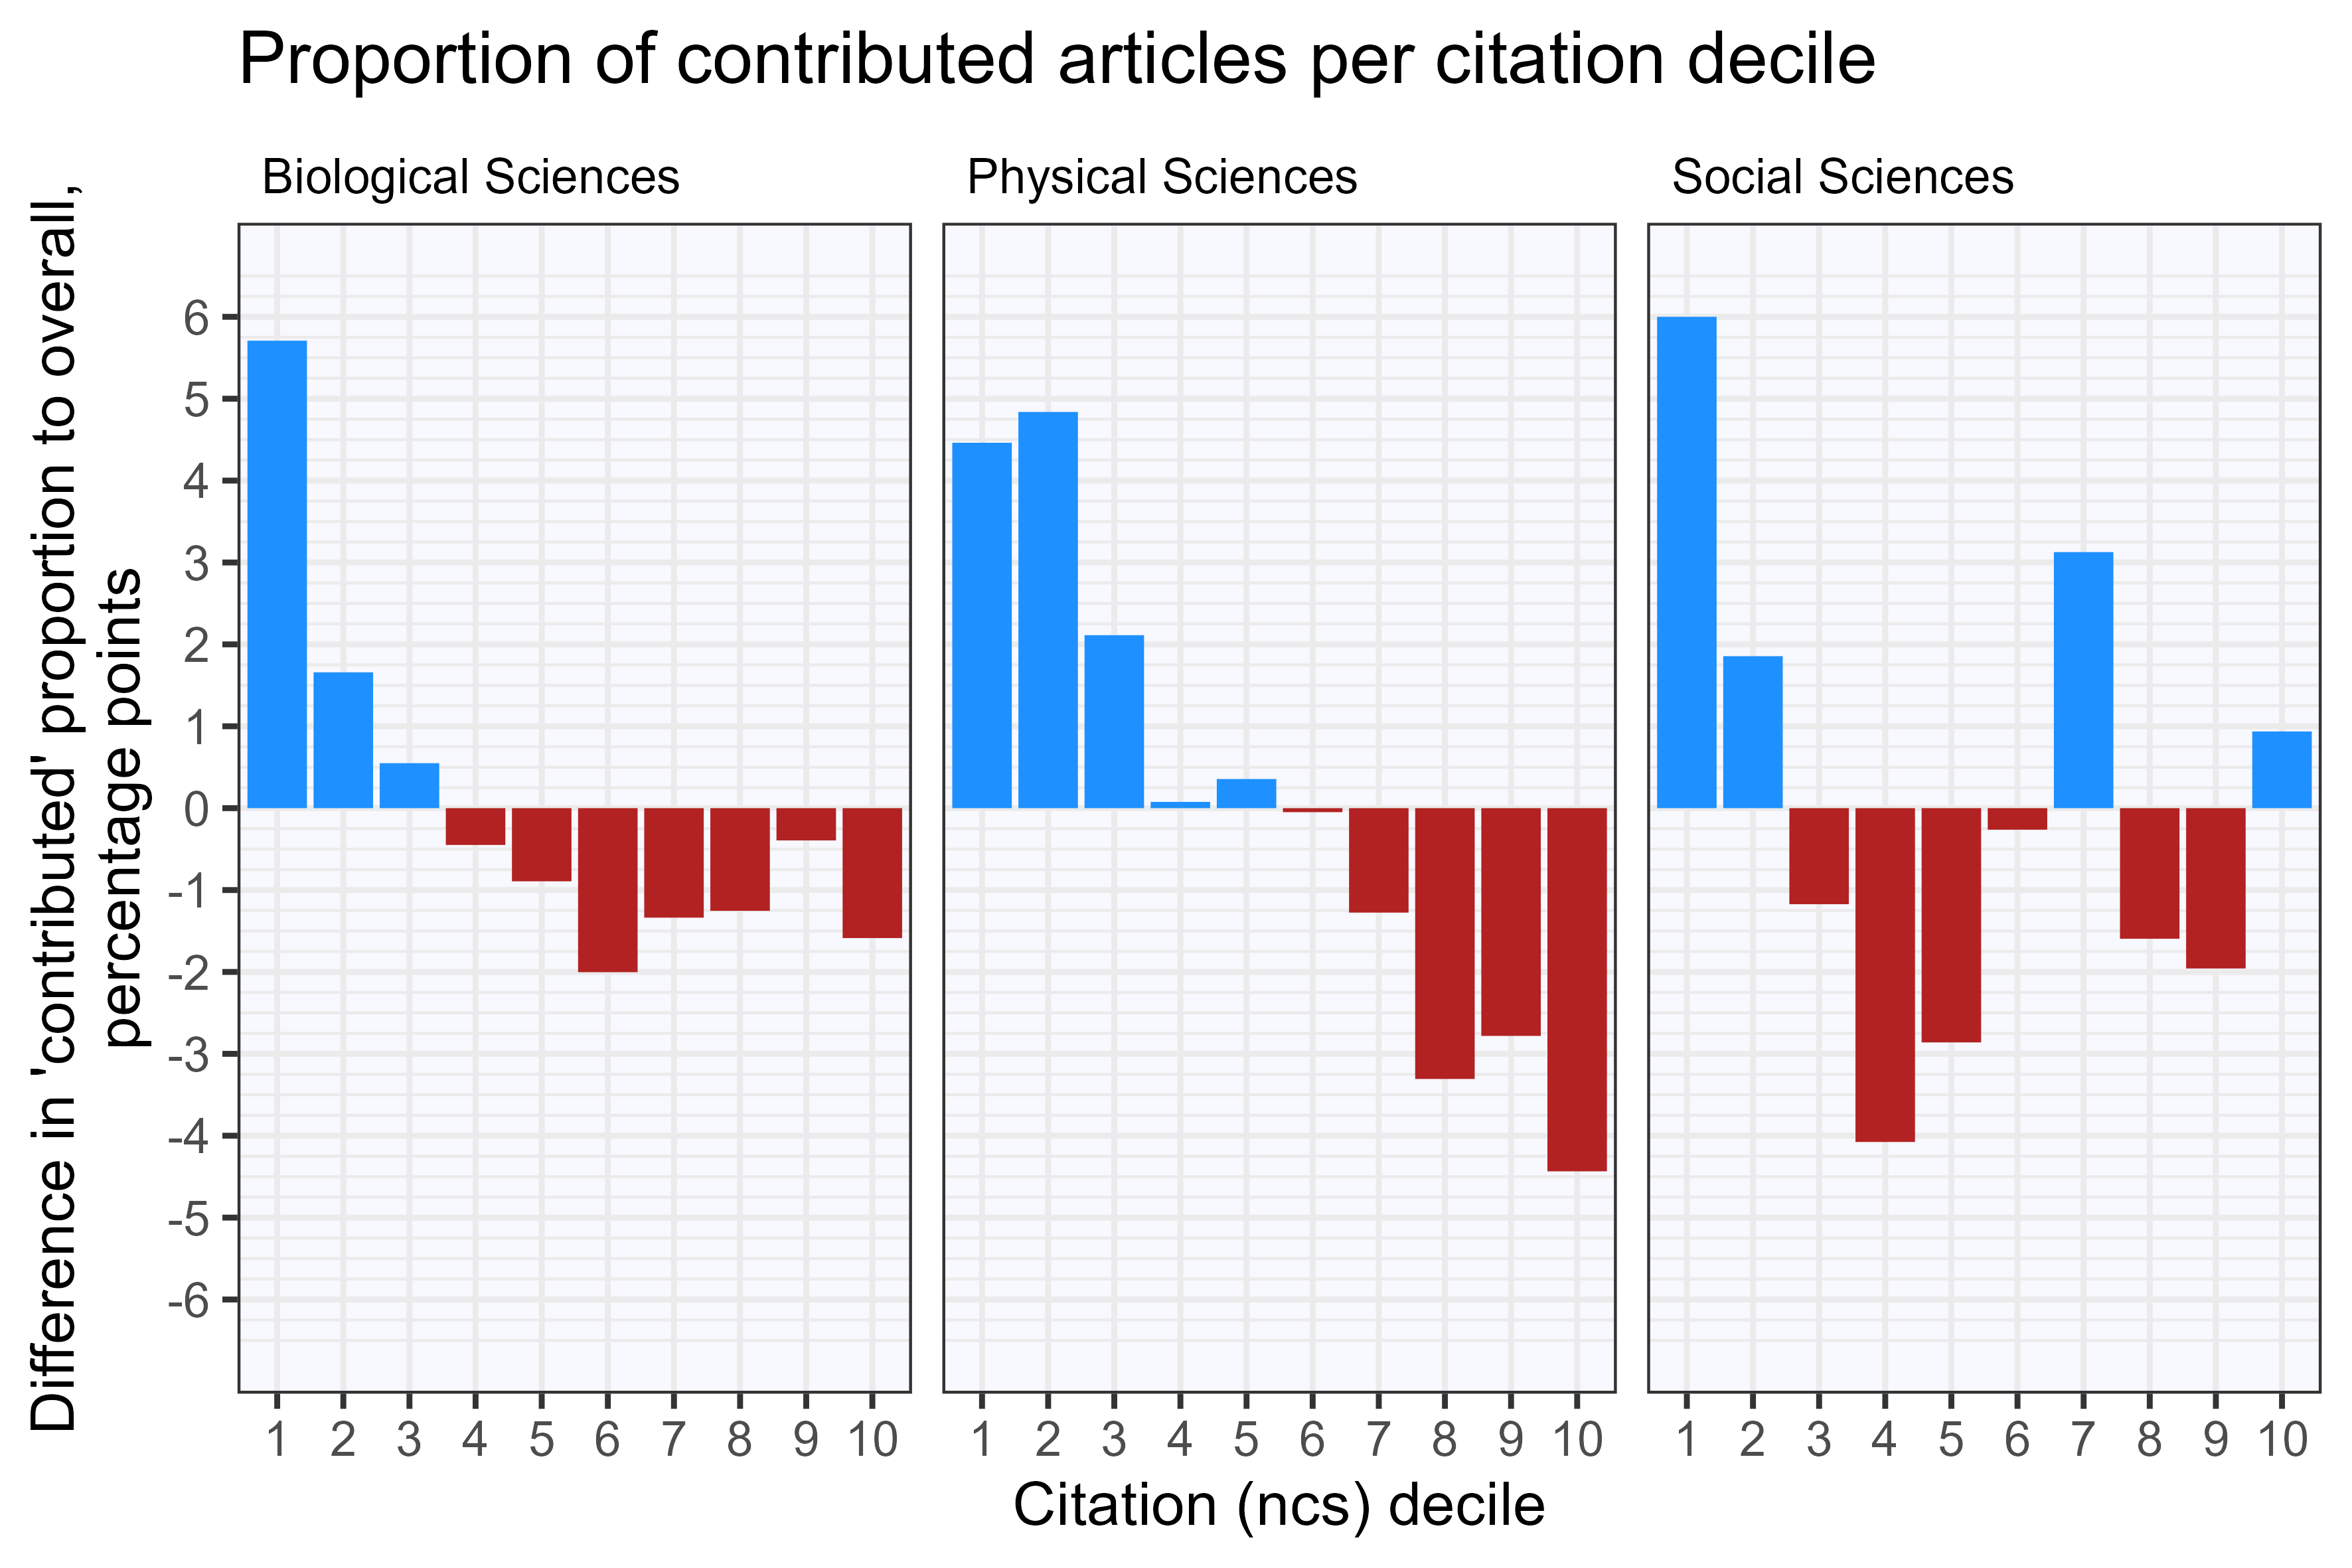 Proportion of contributed articles per citation decile
Difference in 'contributed' proportion to overall,
percentage points
Biological Sciences
Physical Sciences
Social Sciences
6
5
4
3
2
1
0
-1
-2
-3
-4
-5
-6
1 2 3 4 5 6 7 8 9 10
1 2 3 4 5 6 7 8 9 10
1 2 3 4 5 6 7 8 9 10
Citation (ncs) decile